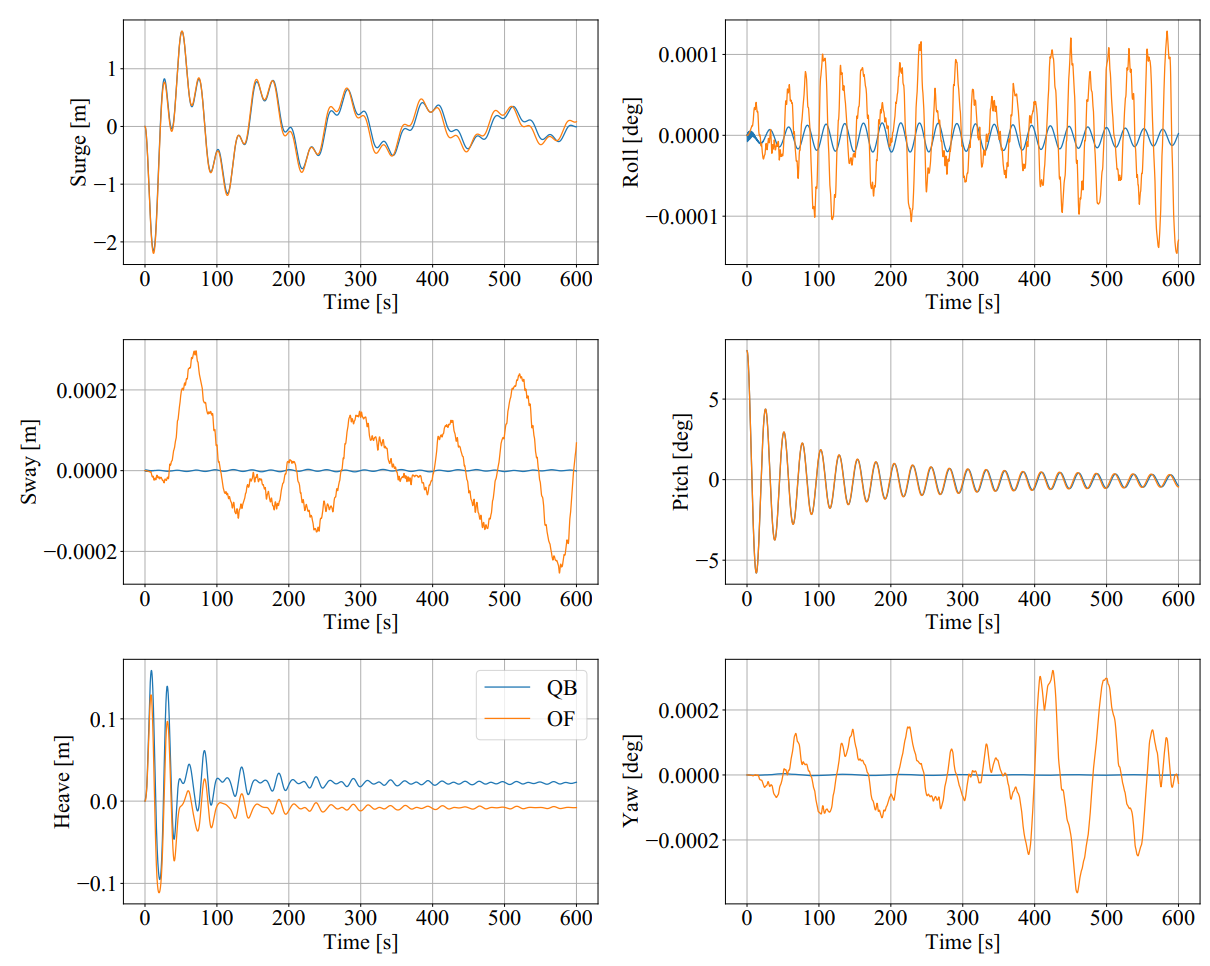 Surge [m]
1
0
−1
−2
0 100 200 300 400 500 600
Time [s]
Roll [deg]
0.0001
0.0000
−0.0001
0 100 200 300 400 500 600
Time [s]
Sway [m]
0.0002
0.0000
−0.0002
0 100 200 300 400 500 600
Time [s]
Pitch [deg]
5
0
−5
0 100 200 300 400 500 600
Time [s]
Heave [m]
0.1
0.0
−0.1
QB
OF
0 100 200 300 400 500 600
Time [s]
Yaw [deg]
0.0002
0.0000
−0.0002
0 100 200 300 400 500 600
Time [s]